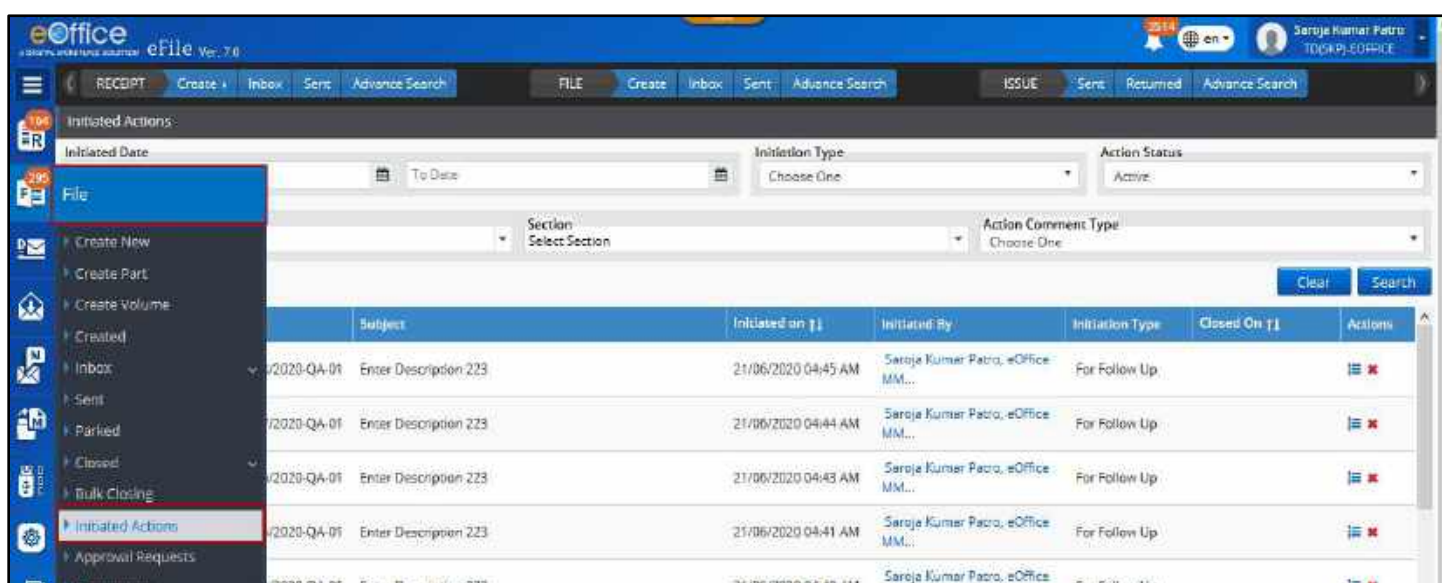 eOffice
eFile Ver. 7.0
2514
en
Saroja Kumar Patro
TD(SKP)-EOFFICE
RECEIPT Create Inbox Sent Advance Search FILE Create Inbox Sent Advance Search ISSUE Sent Returned Advance Search
104
Initiated Actions
Initiated Date Initiation Type Action Status
To Date Choose One Active
295
File
Section Action Comment Type
Select Section Choose One
Create New
Create Part
Clear Search
Create Volume
Subject Initiated on Initiated By Initiation Type Closed On Actions
Created
Inbox
/2020-QA-01 Enter Description 223 21/06/2020 04:45 AM Saroja Kumar Patro, eOffice MM... For Follow Up
Sent
Parked
/2020-QA-01 Enter Description 223 21/06/2020 04:44 AM Saroja Kumar Patro, eOffice MM... For Follow Up
Closed
/2020-QA-01 Enter Description 223 21/06/2020 04:43 AM Saroja Kumar Patro, eOffice MM... For Follow Up
Bulk Closing
Initiated Actions
/2020-QA-01 Enter Description 223 21/06/2020 04:41 AM Saroja Kumar Patro, eOffice MM... For Follow Up
Approval Requests
Saroja Kumar Patro, eOffice